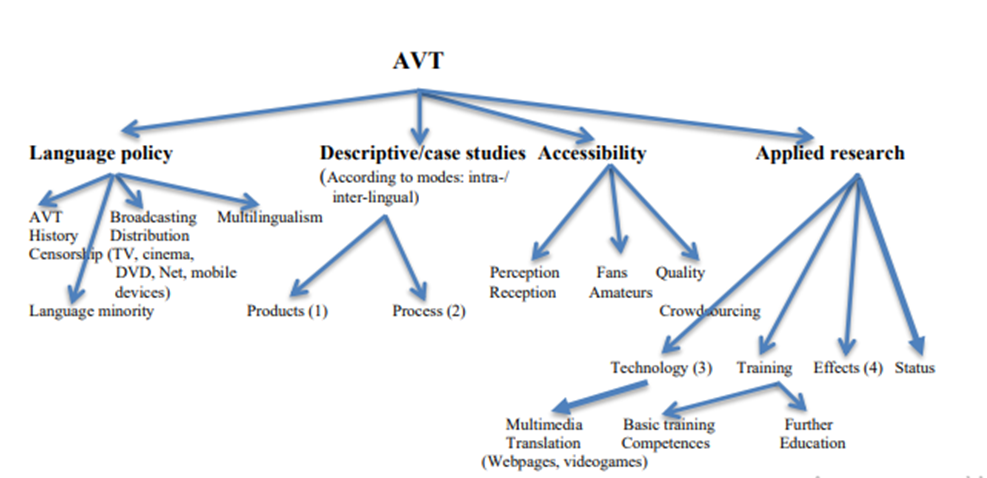 AVT
Language policy
Descriptive/case studies
(According to modes: intra-/
inter-lingual)
Accessibility
Applied research
AVT
History
Censorship
Broadcasting
Distribution
(TV, cinema,
DVD, Net, mobile
devices)
Multilingualism
Language minority
Products (1)
Process (2)
Perception
Reception
Fans
Amateurs
Quality
Crowdsourcing
Technology (3)
Training
Effects (4)
Status
Multimedia
Translation
(Webpages, videogames)
Basic training
Competences
Further
Education